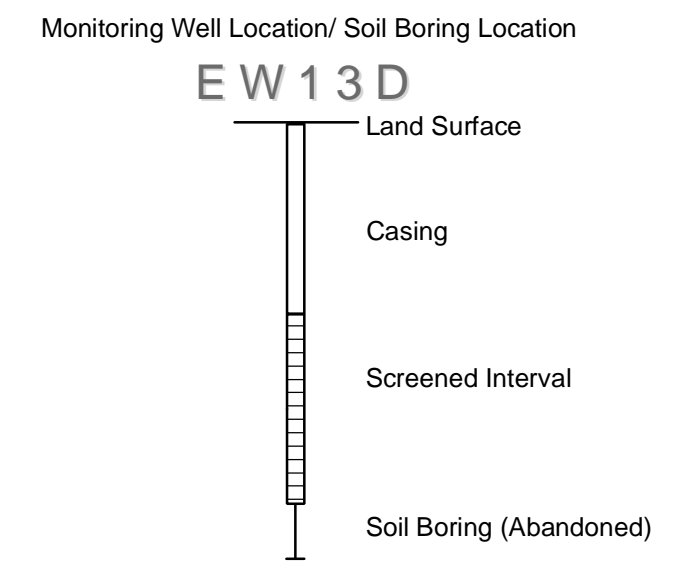 Monitoring Well Location/ Soil Boring Location
EW13D
Land Surface
Casing
Screened Interval
Soil Boring (Abandoned)